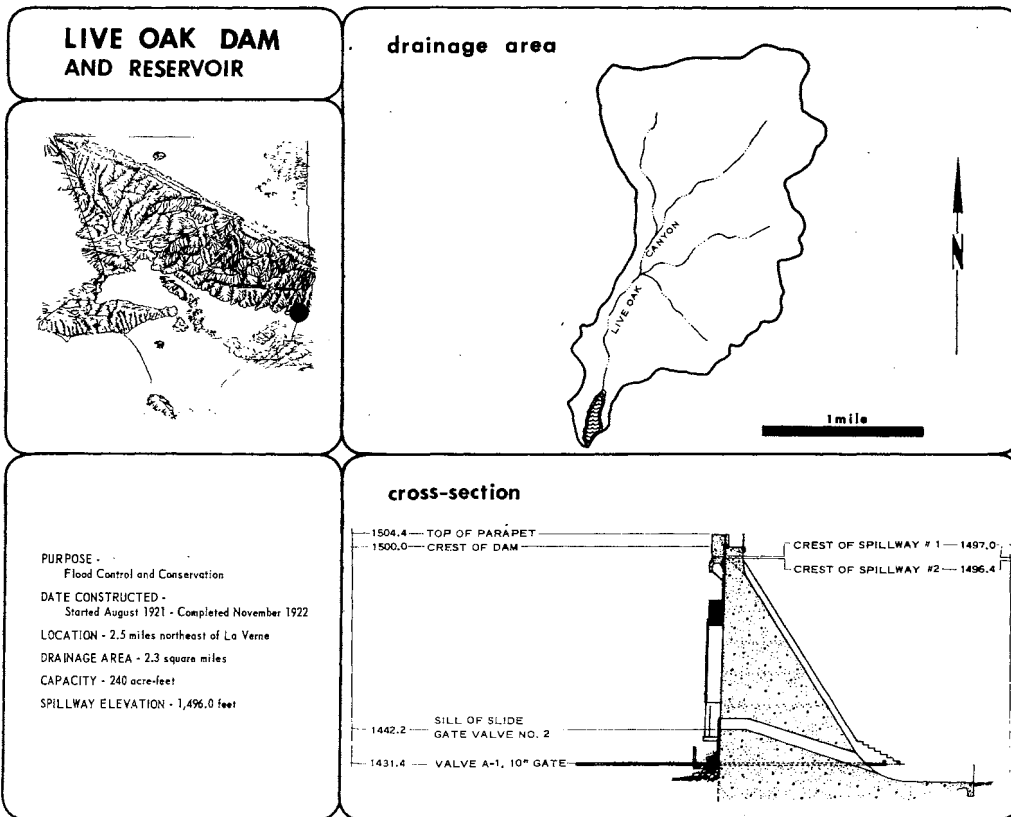 LIVE OAK DAM
AND RESERVOIR
drainage area
CANYON
LIVE OAK
N
1 mile
PURPOSE -
Flood Control and Conservation
DATE CONSTRUCTED -
Started August 1921 - Completed November 1922
LOCATION - 2.5 miles northeast of La Verne
DRAINAGE AREA - 2.3 square miles
CAPACITY - 240 acre-feet
SPILLWAY ELEVATION - 1,496.0 feet
cross-section
1504.4 — TOP OF PARAPET
1500.0 — CREST OF DAM
CREST OF SPILLWAY # 1 — 1497.0
CREST OF SPILLWAY #2 — 1496.4
SILL OF SLIDE
1442.2 GATE VALVE NO. 2
1431.4 — VALVE A-1, 10" GATE